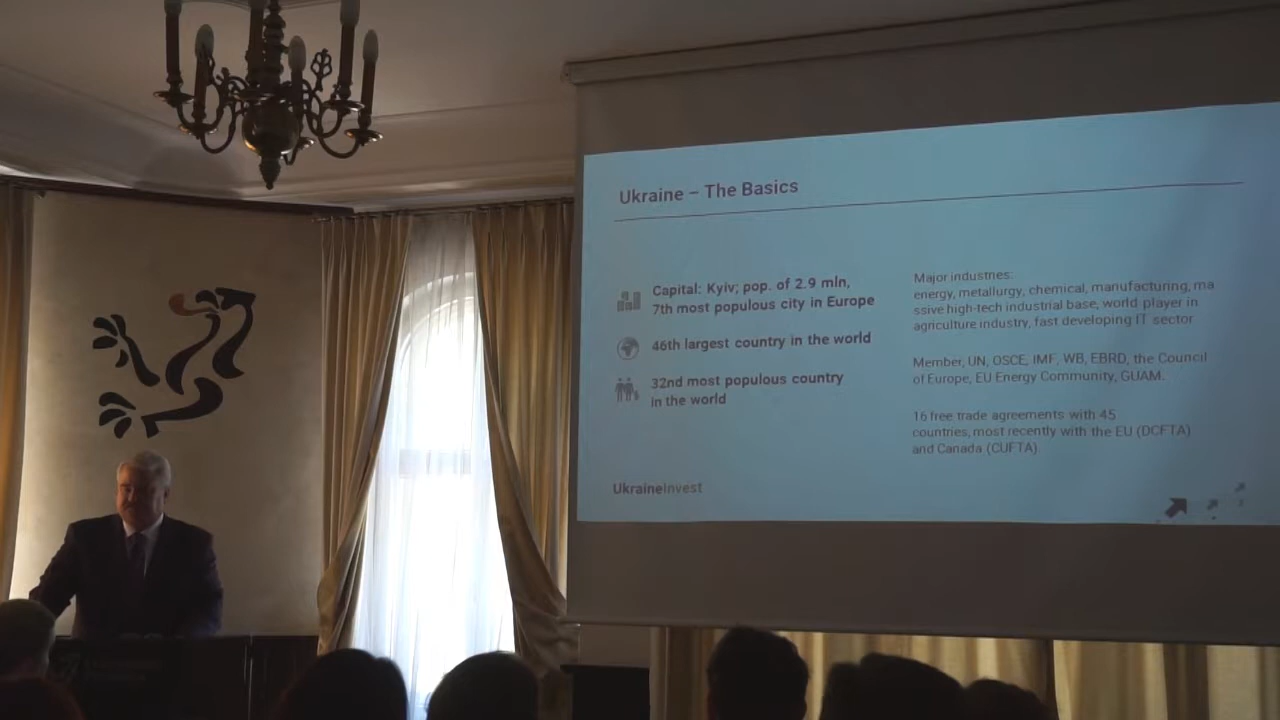 Ukraine – The Basics
Capital: Kyiv; pop. of 2.9 mln,
7th most populous city in Europe
46th largest country in the world
32nd most populous country
in the world
Major industries:
energy, metallurgy, chemical, manufacturing, ma
ssive high-tech industrial base, world player in
agriculture industry, fast developing IT sector
Member, UN, OSCE, IMF, WB, EBRD, the Council
of Europe, EU Energy Community, GUAM.
16 free trade agreements with 45
countries, most recently with the EU (DCFTA)
and Canada (CUFTA)
UkraineInvest